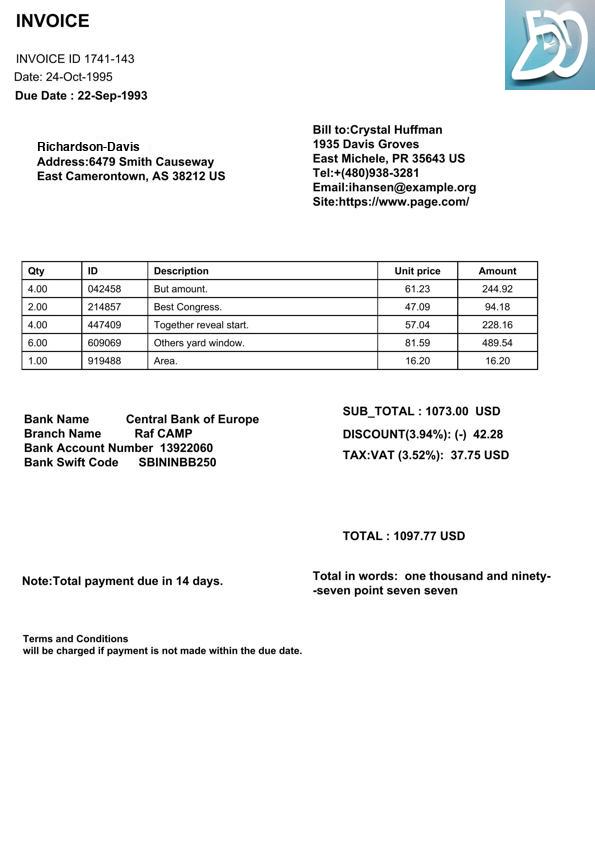 INVOICE
INVOICE ID 1741-143
Date: 24-Oct-1995
Due Date : 22-Sep-1993
Richardson-Davis
Address:6479 Smith Causeway
East Camerontown, AS 38212 US
Bill to:Crystal Huffman
1935 Davis Groves
East Michele, PR 35643 US
Tel:+(480)938-3281
Email:ihansen@example.org
Site:https://www.page.com/
Qty ID Description Unit price Amount
4.00 042458 But amount. 61.23 244.92
2.00 214857 Best Congress. 47.09 94.18
4.00 447409 Together reveal start. 57.04 228.16
6.00 609069 Others yard window. 81.59 489.54
1.00 919488 Area. 16.20 16.20
Bank Name Central Bank of Europe
Branch Name Raf CAMP
Bank Account Number 13922060
Bank Swift Code SBININBB250
SUB_TOTAL : 1073.00 USD
DISCOUNT(3.94%): (-) 42.28
TAX:VAT (3.52%): 37.75 USD
TOTAL : 1097.77 USD
Note:Total payment due in 14 days.
Total in words: one thousand and ninety-
-seven point seven seven
Terms and Conditions
will be charged if payment is not made within the due date.